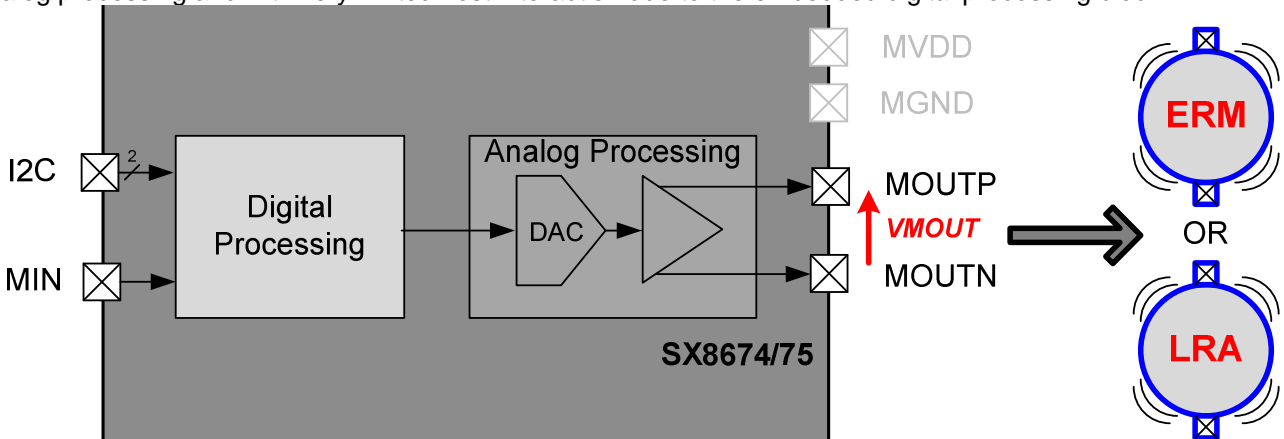 MVDD
MGND
ERM
I2C
2
Analog Processing
MOUTP
Digital
Processing
DAC
VMOUT
OR
MIN
MOUTN
SX8674/75
LRA